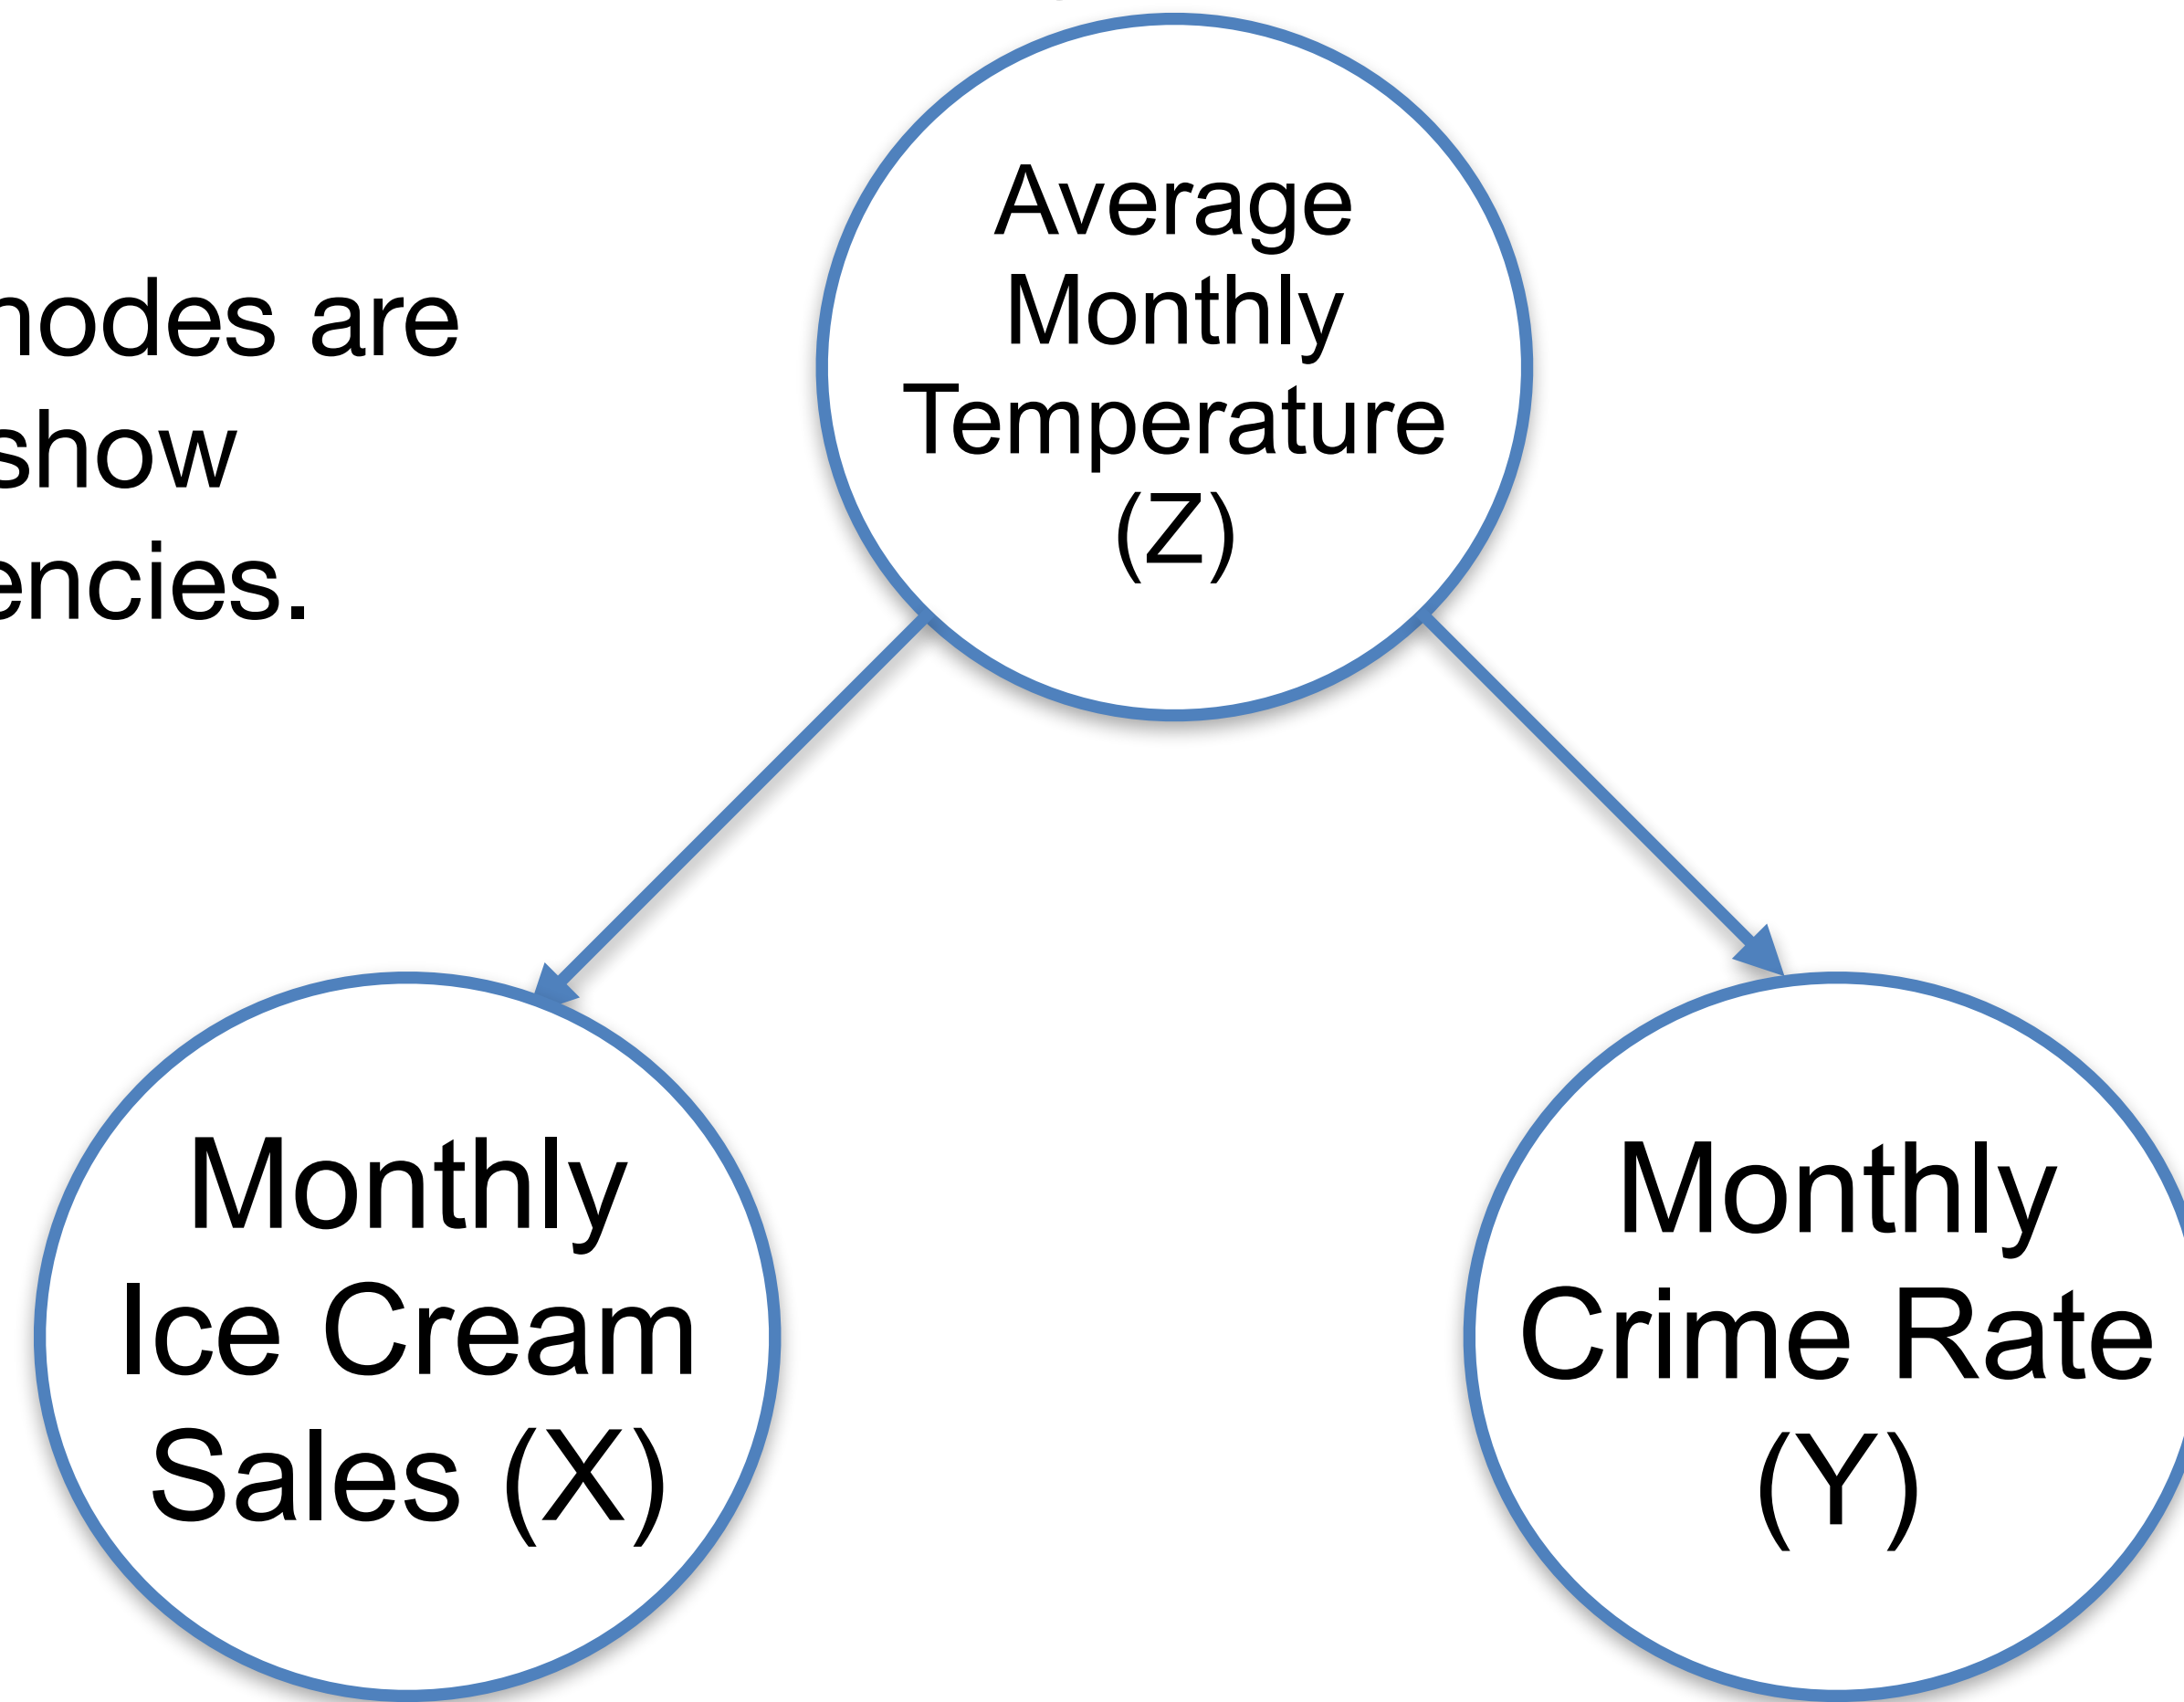 nodes are
show
encies.
Average
Monthly
Temperature
(Z)
Monthly
Ice Cream
Sales (X)
Monthly
Crime Rate
(Y)